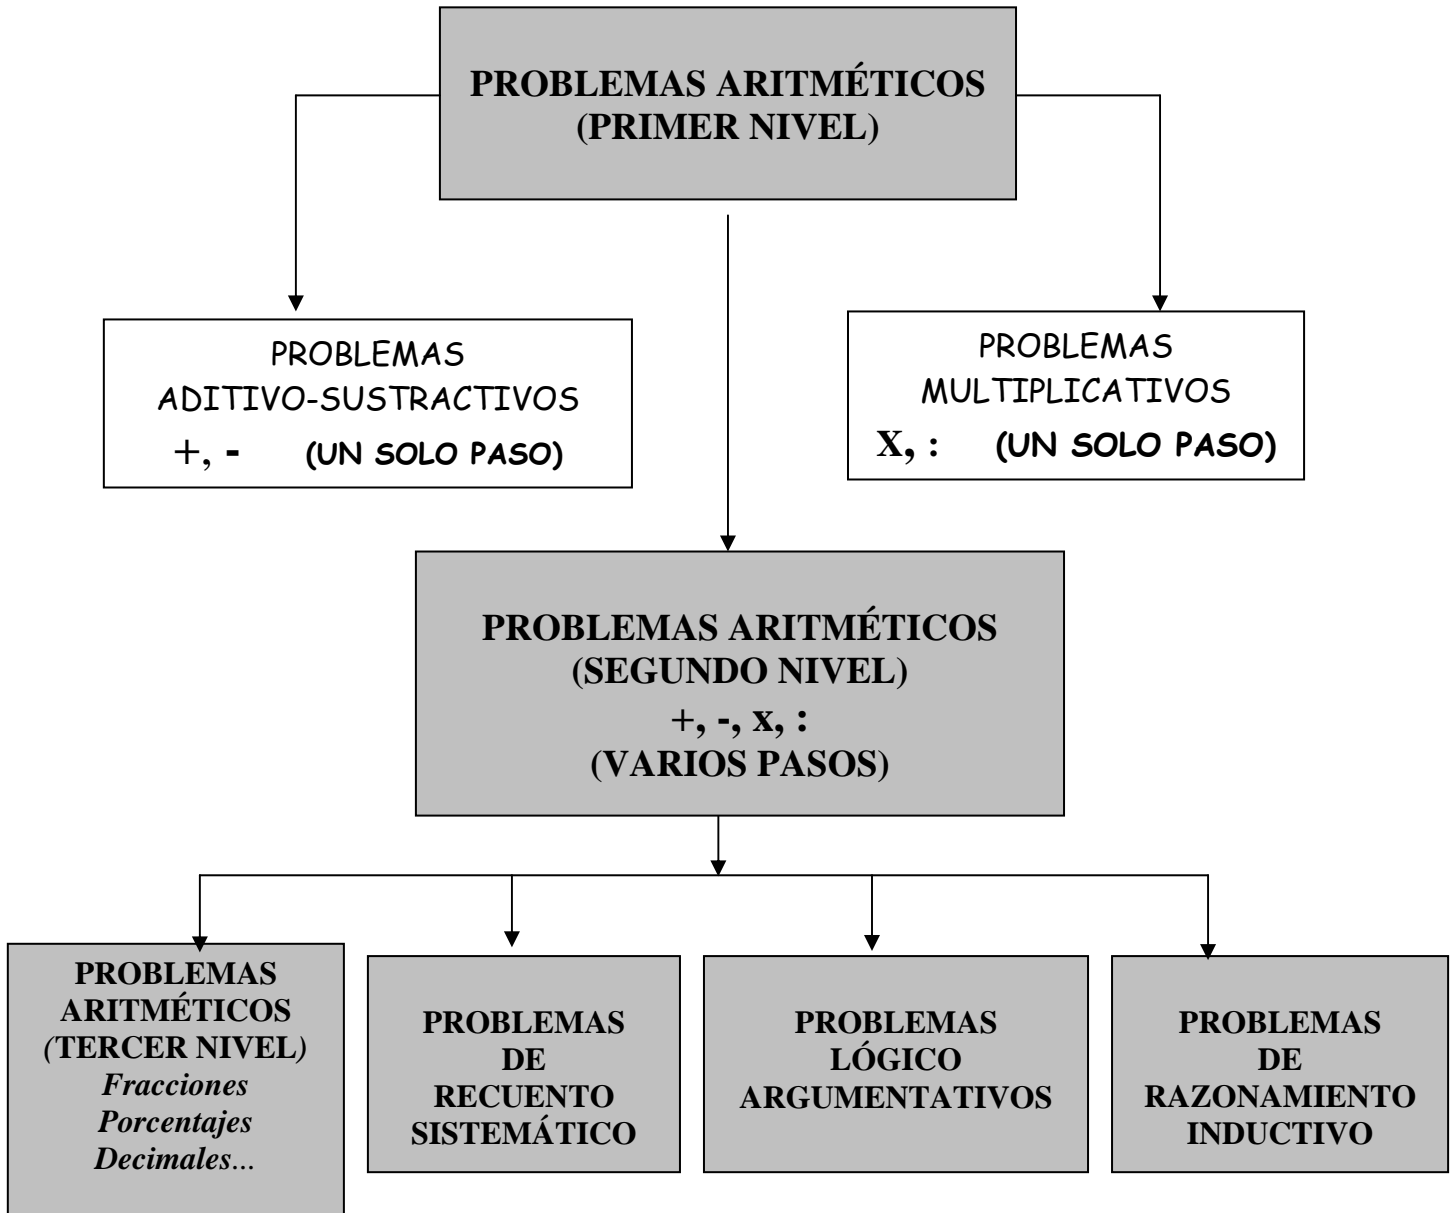 PROBLEMAS ARITMÉTICOS
(PRIMER NIVEL)
PROBLEMAS
ADITIVO-SUSTRACTIVOS
+, - (UN SOLO PASO)
PROBLEMAS
MULTIPLICATIVOS
X, : (UN SOLO PASO)
PROBLEMAS ARITMÉTICOS
(SEGUNDO NIVEL)
+, -, x, :
(VARIOS PASOS)
PROBLEMAS
ARITMÉTICOS
(TERCER NIVEL)
Fracciones
Porcentajes
Decimales...
PROBLEMAS
DE
RECUENTO
SISTEMÁTICO
PROBLEMAS
LÓGICO
ARGUMENTATIVOS
PROBLEMAS
DE
RAZONAMIENTO
INDUCTIVO